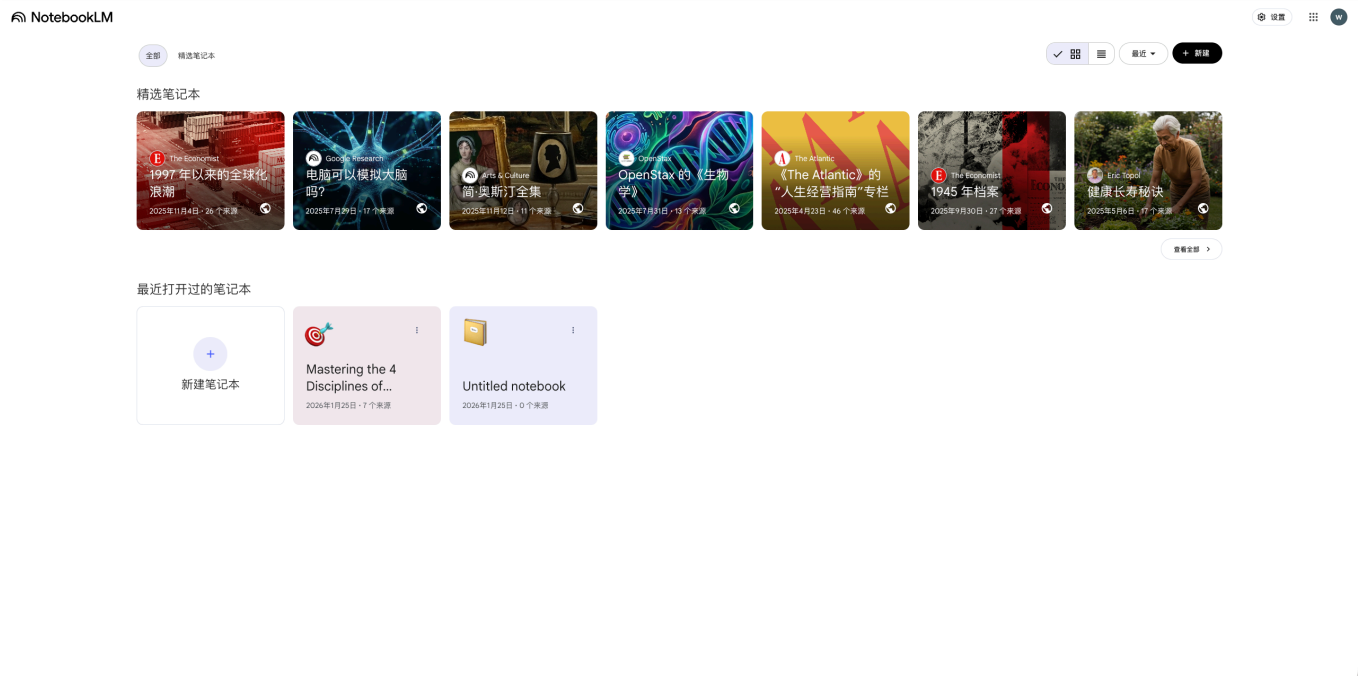 NotebookLM
设置
W
全部
精选笔记本
最近
+ 新建
精选笔记本
The Economist
1997 年以来的全球化
浪潮
2025年11月4日・26 个来源
Google Research
电脑可以模拟大脑
吗?
2025年7月29日・17 个来源
Arts & Culture
简·奥斯汀全集
2025年11月12日・11 个来源
OpenStax
OpenStax 的《生物
学》
2025年7月31日・13 个来源
The Atlantic
《The Atlantic》的
“人生经营指南”专栏
2025年4月23日・46 个来源
The Economist
1945 年档案
2025年9月30日・27 个来源
Eric Topol
健康长寿秘诀
2025年5月6日・17 个来源
查看全部
最近打开过的笔记本
+
新建笔记本
Mastering the 4
Disciplines of...
2026年1月25日・7 个来源
Untitled notebook
2026年1月25日・0 个来源